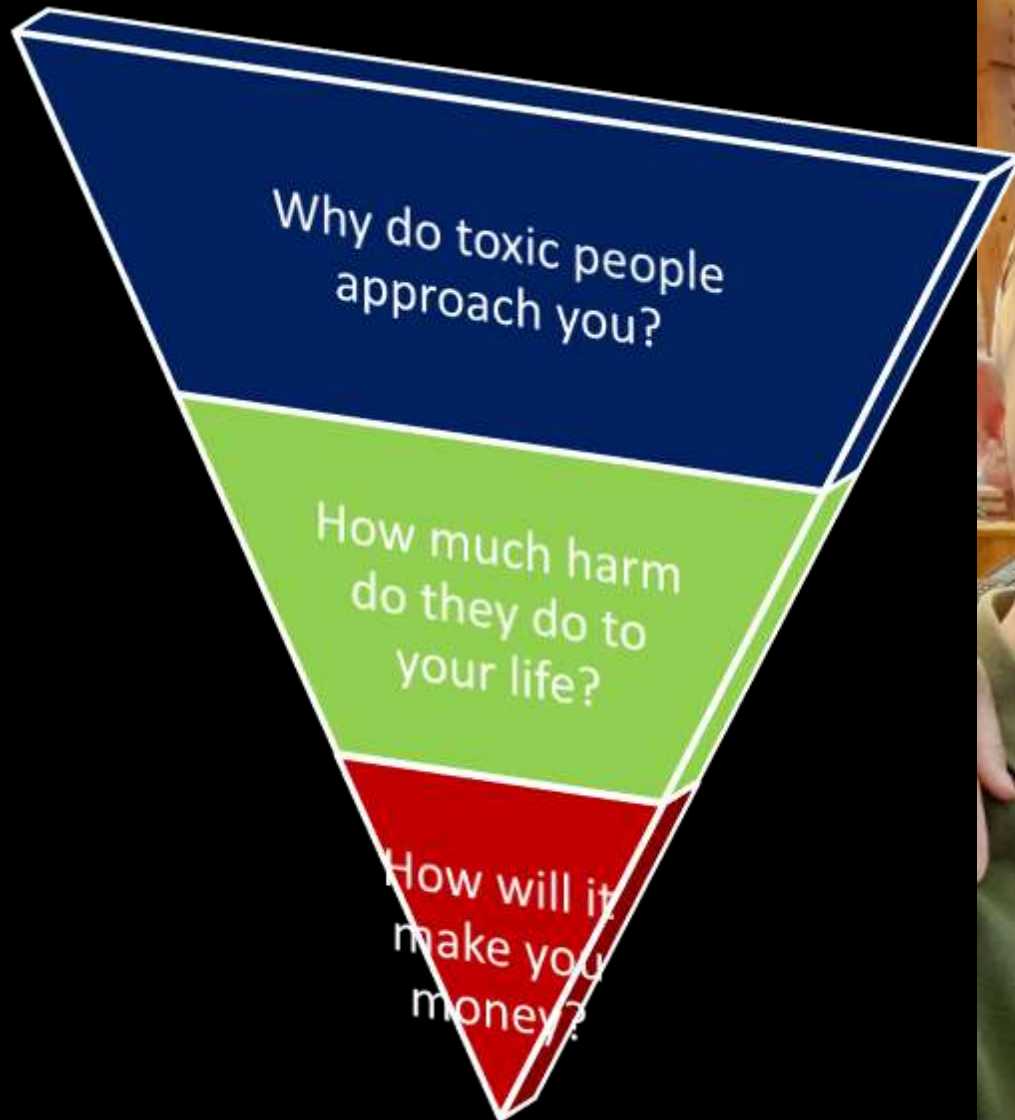 Why do toxic people
approach you?
How much harm
do they do to
your life?
How will it
make you
money?